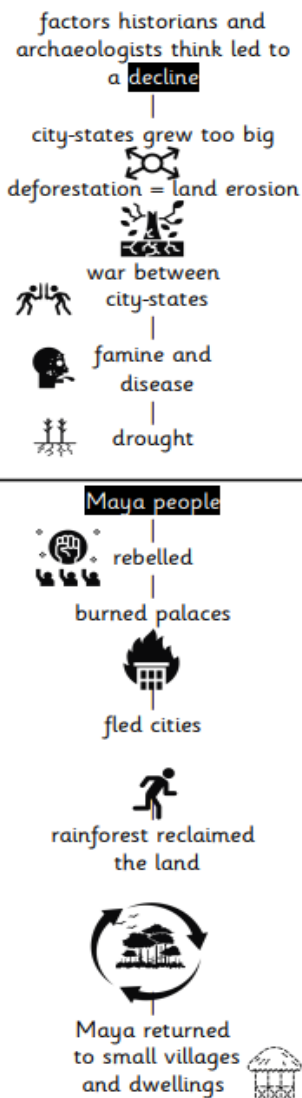 factors historians and
archaeologists think led to
a decline
city-states grew too big
deforestation = land erosion
war between
city-states
famine and
disease
drought
Maya people
rebelled
burned palaces
fled cities
rainforest reclaimed
the land
Maya returned
to small villages
and dwellings